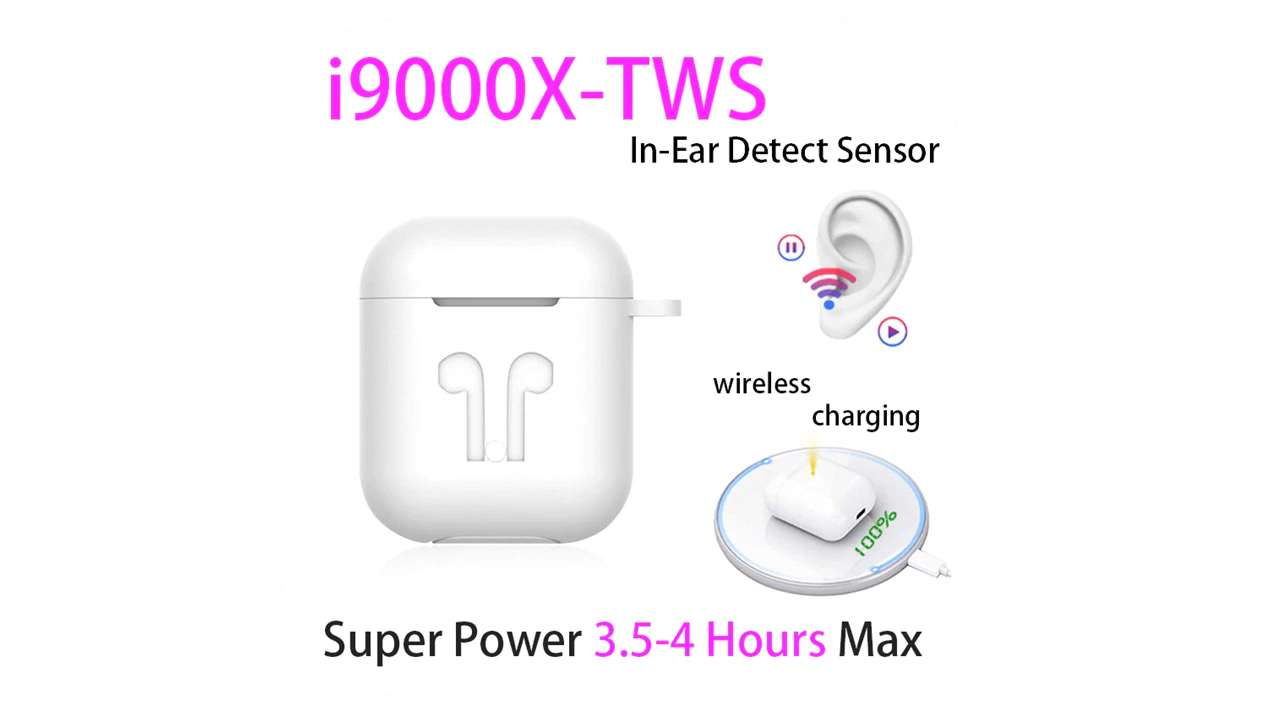 i9000X-TWS
In-Ear Detect Sensor
wireless
charging
100%
Super Power 3.5-4 Hours Max